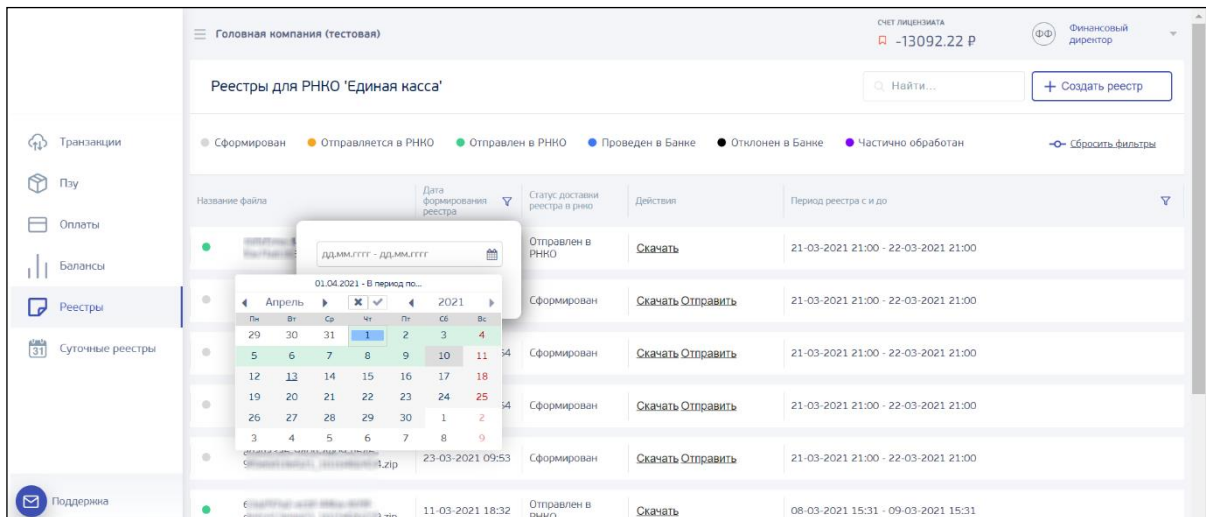 СЧЕТ ЛИЦЕНЗИАТА
Головная компания (тестовая)
-13092.22 ₽
ФФ
Финансовый
директор
Реестры для РНКО 'Единая касса'
Найти...
+ Создать реестр
Транзакции
Пзу
Оплаты
Балансы
Реестры
31 Суточные реестры
Поддержка
Сформирован Отправляется в РНКО Отправлен в РНКО Проведен в Банке Отклонен в Банке Частично обработан Сбросить фильтры
Название файла
Дата
формирования
реестра
Статус доставки
реестра в рнко
Действия
Период реестра с и до
дд.мм.гггг - дд.мм.гггг
01.04.2021 - В период по...
Апрель 2021
Пн Вт Ср Чт Пт Сб Вс
29 30 31 1 2 3 4
5 6 7 8 9 10 11
12 13 14 15 16 17 18
19 20 21 22 23 24 25
26 27 28 29 30 1 2
3 4 5 6 7 8 9
Отправлен в
РНКО
Скачать
21-03-2021 21:00 - 22-03-2021 21:00
Сформирован Скачать Отправить 21-03-2021 21:00 - 22-03-2021 21:00
54 Сформирован Скачать Отправить 21-03-2021 21:00 - 22-03-2021 21:00
54 Сформирован Скачать Отправить 21-03-2021 21:00 - 22-03-2021 21:00
4.zip 23-03-2021 09:53 Сформирован Скачать Отправить 21-03-2021 21:00 - 22-03-2021 21:00
11-03-2021 18:32
Отправлен в
РНКО
Скачать
08-03-2021 15:31 - 09-03-2021 15:31